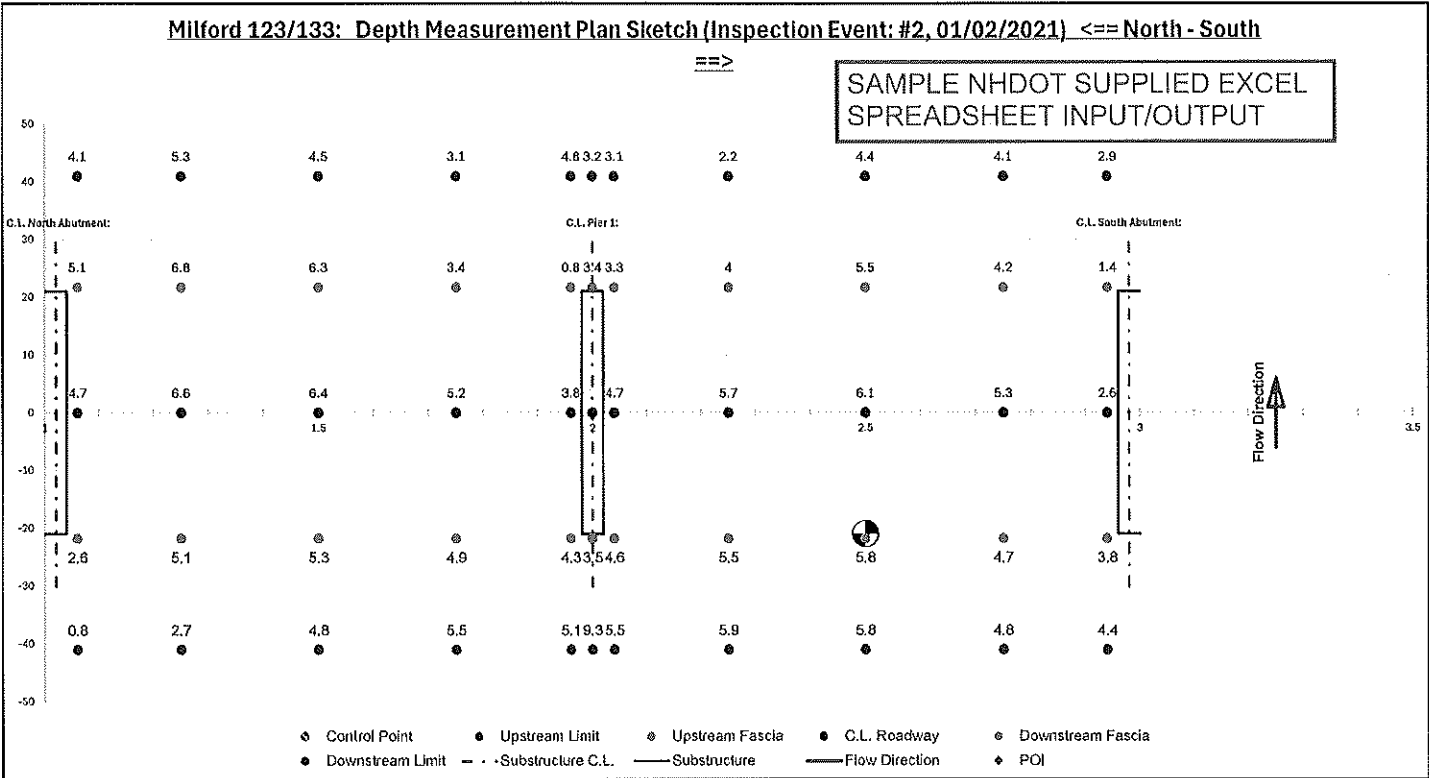 Milford 123/133: Depth Measurement Plan Sketch (Inspection Event: #2, 01/02/2021) <== North - South
==>
SAMPLE NHDOT SUPPLIED EXCEL
SPREADSHEET INPUT/OUTPUT
50
4.1 5.3 4.5 3.1 4.8 3.2 3.1 2.2 4.4 4.1 2.9
40
C.L. North Abutment: C.L. Pier 1: C.L. South Abutment:
30
5.1 6.8 6.3 3.4 0.8 3.4 3.3 4 5.5 4.2 1.4
20
10
4.7 6.6 6.4 5.2 3.8 4.7 5.7 6.1 5.3 2.6
0
1 1.5 2 2.5 3 3.5
Flow Direction
-10
-20
2.6 5.1 5.3 4.9 4.3 3.5 4.6 5.5 5.8 4.7 3.8
-30
0.8 2.7 4.8 5.5 5.1 9.3 5.5 5.9 5.8 4.8 4.4
-40
-50
Control Point Upstream Limit Upstream Fascia C.L. Roadway Downstream Fascia
Downstream Limit Substructure C.L. Substructure Flow Direction POI